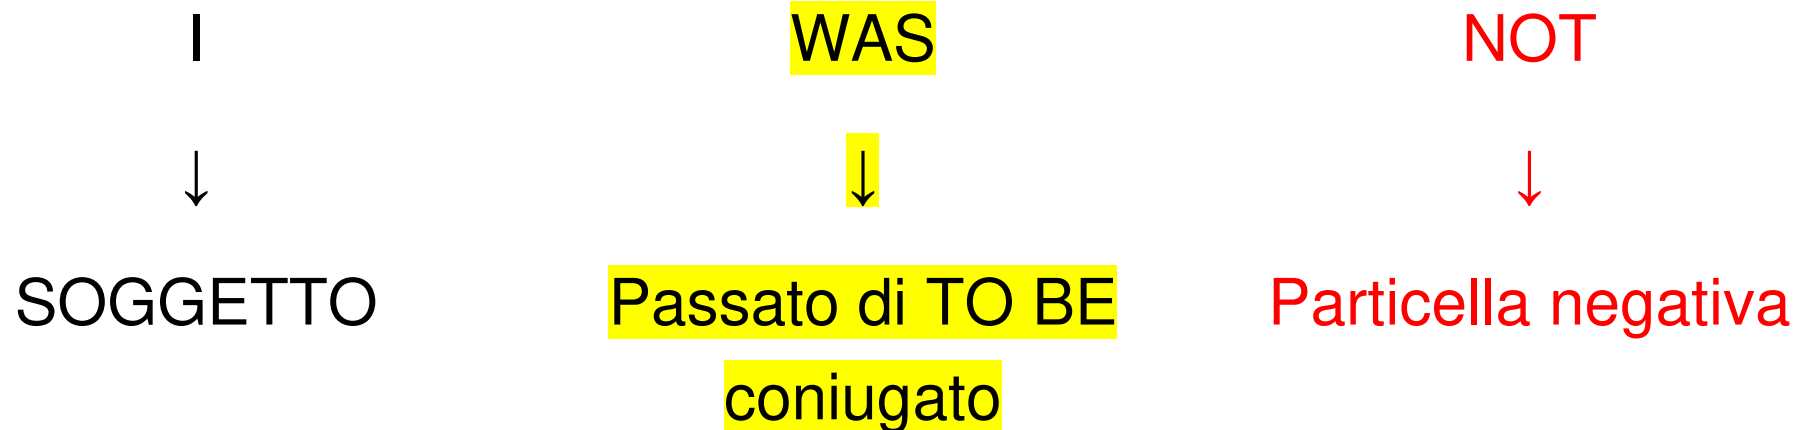 I WAS NOT
↓ ↓ ↓
SOGGETTO Passato di TO BE Particella negativa
coniugato